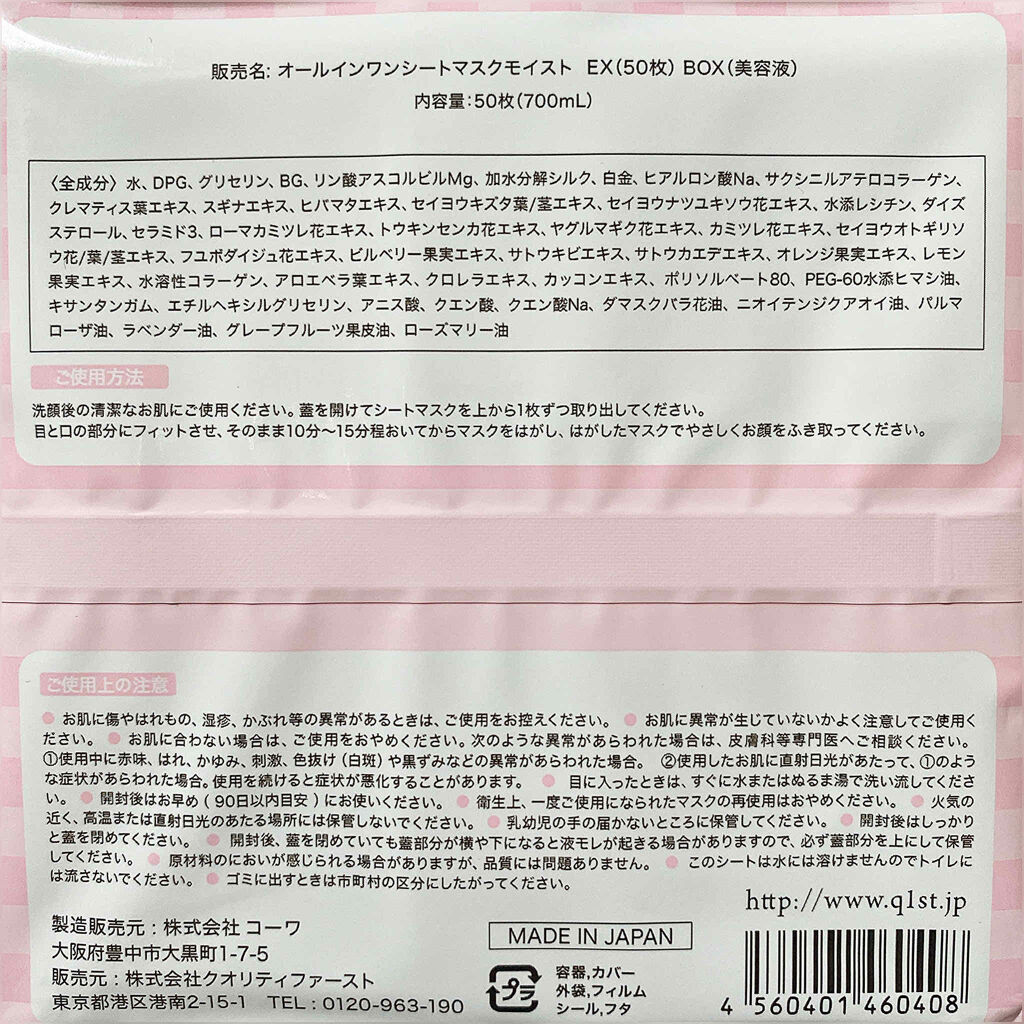 販売名: オールインワンシートマスクモイスト EX(50枚) BOX(美容液)
内容量:50枚(700mL)
〈全成分〉水、DPG、グリセリン、BG、リン酸アスコルビルMg、加水分解シルク、白金、ヒアルロン酸Na、サクシニルアテロコラーゲン、
クレマティス葉エキス、スギナエキス、ヒバマタエキス、セイヨウキズタ葉/茎エキス、セイヨウナツユキソウ花エキス、水添レシチン、ダイズ
ステロール、セラミド3、ローマカミツレ花エキス、トウキンセンカ花エキス、ヤグルマギク花エキス、カミツレ花エキス、セイヨウオトギリソ
ウ花/葉/茎エキス、フユボダイジュ花エキス、ビルベリー果実エキス、サトウキビエキス、サトウカエデエキス、オレンジ果実エキス、レモン
果実エキス、水溶性コラーゲン、アロエベラ葉エキス、クロレラエキス、カッコンエキス、ポリソルベート80、PEG-60水添ヒマシ油、
キサンタンガム、エチルヘキシルグリセリン、アニス酸、クエン酸、クエン酸Na、ダマスクバラ花油、ニオイテンジクアオイ油、パルマ
ローザ油、ラベンダー油、グレープフルーツ果皮油、ローズマリー油
ご使用方法
洗顔後の清潔なお肌にご使用ください。蓋を開けてシートマスクを上から1枚ずつ取り出してください。
目と口の部分にフィットさせ、そのまま10分〜15分程おいてからマスクをはがし、はがしたマスクでやさしくお顔をふき取ってください。
ご使用上の注意
● お肌に傷やはれもの、湿疹、かぶれ等の異常があるときは、ご使用をお控えください。 ● お肌に異常が生じていないかよく注意してご使用く
ださい。 ● お肌に合わない場合は、ご使用をおやめください。次のような異常があらわれた場合は、皮膚科等専門医へご相談ください。
①使用中に赤味、はれ、かゆみ、刺激、色抜け(白斑)や黒ずみなどの異常があらわれた場合。 ②使用したお肌に直射日光があたって、①のよう
な症状があらわれた場合。使用を続けると症状が悪化することがあります。 ● 目に入ったときは、すぐに水またはぬるま湯で洗い流してくださ
い。 ● 開封後はお早め(90日以内目安)にお使いください。 ● 衛生上、一度ご使用になられたマスクの再使用はおやめください。 ● 火気の
近く、高温または直射日光のあたる場所には保管しないでください。 ● 乳幼児の手の届かないところに保管してください。 ● 開封後はしっかり
と蓋を閉めてください。 ● 開封後、蓋を閉めていても蓋部分が横や下になると液モレが起きる場合がありますので、必ず蓋部分を上にして保管
してください。 ● 原材料のにおいが感じられる場合がありますが、品質には問題ありません。 ● このシートは水には溶けませんのでトイレに
は流さないでください。 ● ゴミに出すときは市町村の区分にしたがってください。
http://www.q1st.jp
製造販売元:株式会社 コーワ
大阪府豊中市大黒町1-7-5
販売元:株式会社クオリティファースト
東京都港区港南2-15-1 TEL:0120-963-190
MADE IN JAPAN
プラ
容器,カバー
外袋,フィルム
シール,フタ
4 560401 460408